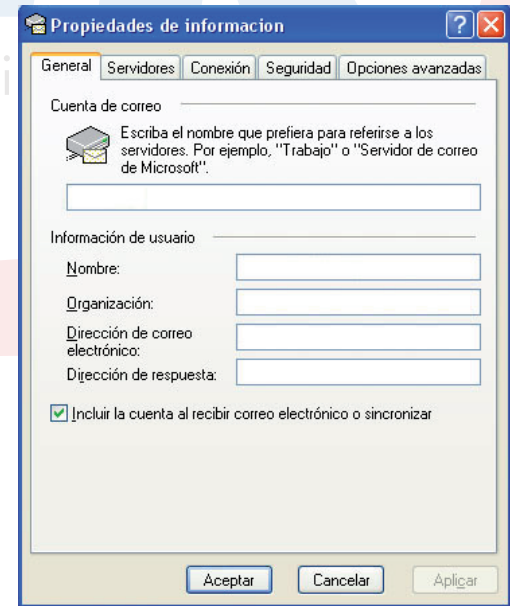 Propiedades de informacion
General Servidores Conexión Seguridad Opciones avanzadas
Cuenta de correo
Escriba el nombre que prefiera para referirse a los
servidores. Por ejemplo, "Trabajo" o "Servidor de correo
de Microsoft".
Información de usuario
Nombre:
Organización:
Dirección de correo
electrónico:
Dirección de respuesta:
Incluir la cuenta al recibir correo electrónico o sincronizar
Aceptar Cancelar Aplicar